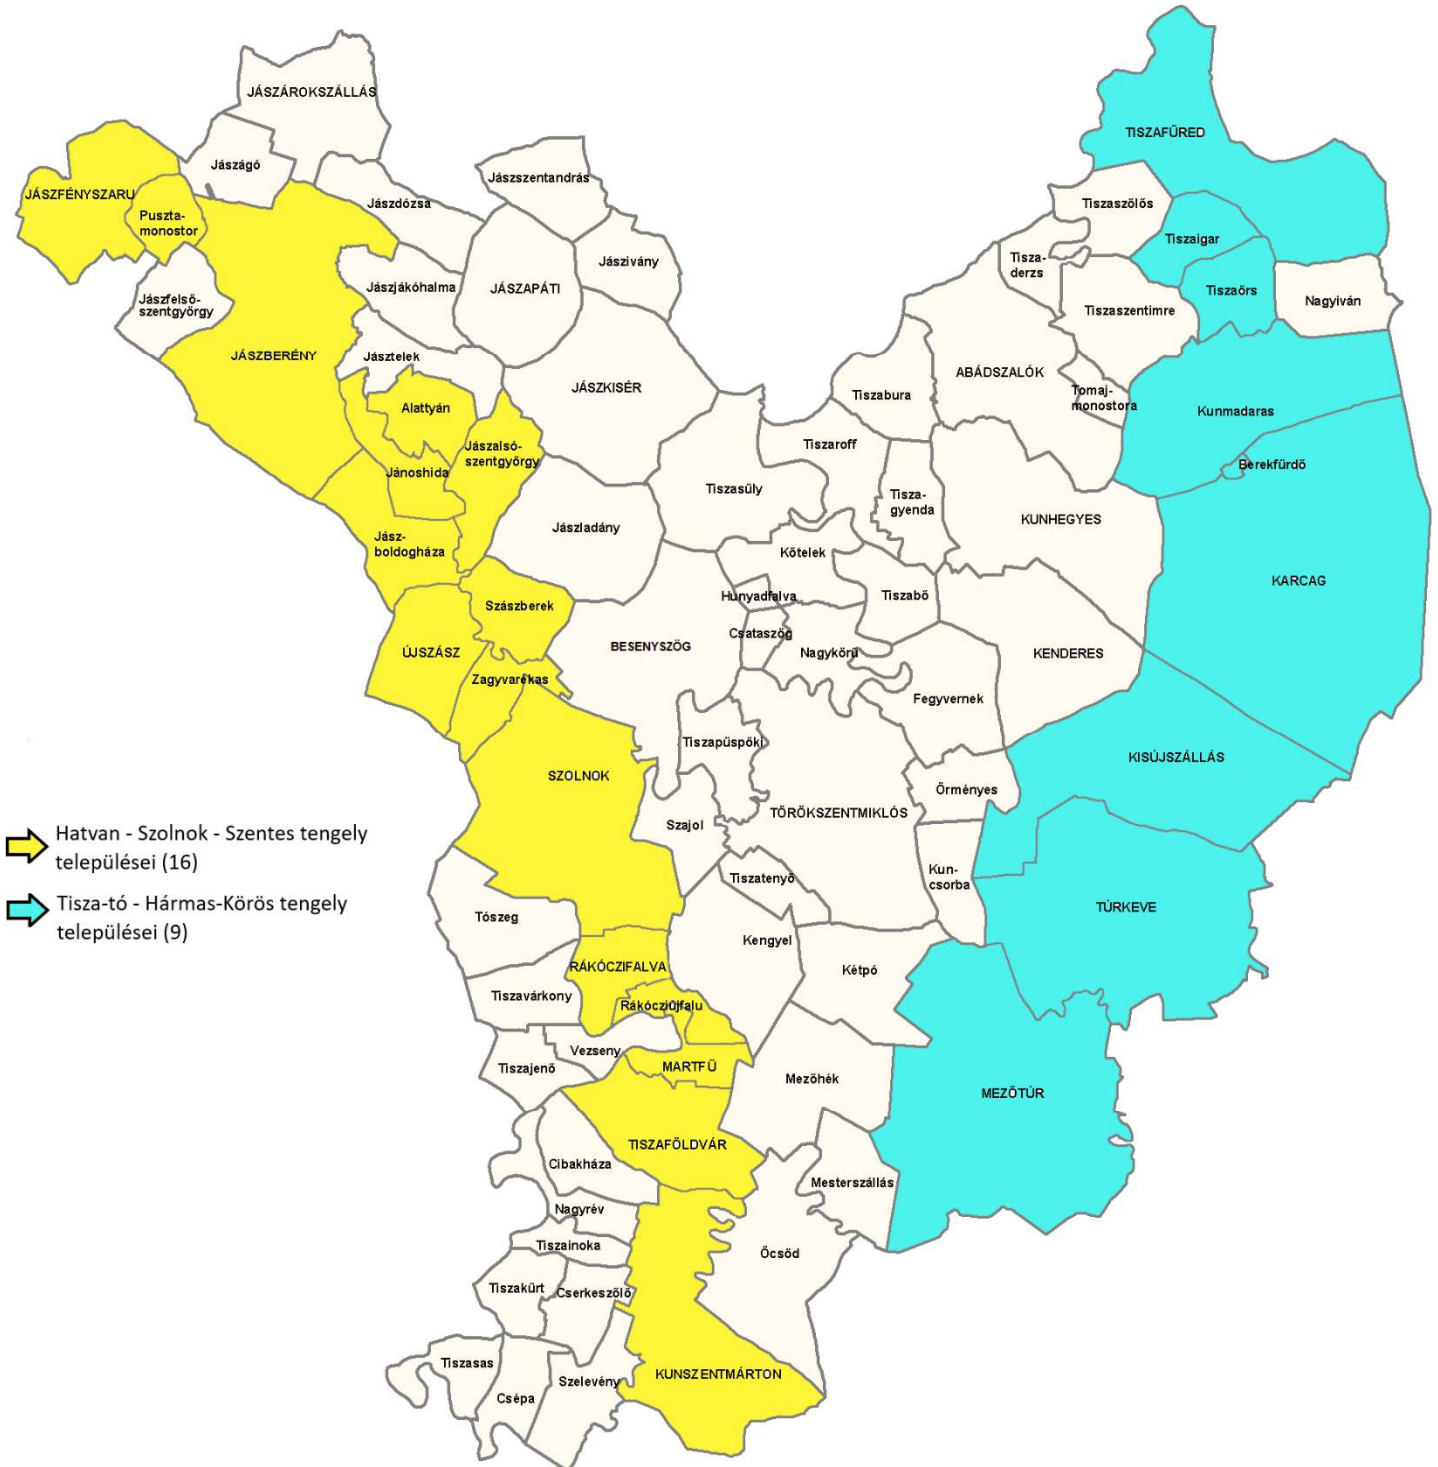 JÁSZÁROKSZÁLLÁS
TISZAFÜRED
Jászágó
Jászszentandrás
JÁSZFÉNYSZARU
Jászdózsa
Tiszaszőlős
Puszta-
monostor
Tiszaigar
Tisza-
derzs
Jászivány
Jászjákóhalma
JÁSZAPÁTI
Tiszaörs
Nagyiván
Jászfelső-
szentgyörgy
Tiszaszentimre
JÁSZBERÉNY
Jásztelek
ABÁDSZALÓK
JÁSZKISÉR
Tiszabura
Tomaj-
monostora
Alattyán
Kunmadaras
Jászalsó-
szentgyörgy
Tiszaroff
Berekfürdő
Jánoshida
Tiszasüly
Tisza-
gyenda
KUNHEGYES
Jászladány
Jász-
boldogháza
Kőtelek
KARCAG
Hunyadfalva
Tiszabő
Szászberek
Csataszög
BESENYSZÖG
ÚJSZÁSZ
Nagykörű
KENDERES
Zagyvarékas
Fegyvernek
Tiszapüspöki
KISÚJSZÁLLÁS
SZOLNOK
Örményes
TÖRÖKSZENTMIKLÓS
Szajol
Hatvan - Szolnok - Szentes tengely
települései (16)
Tisza-tó - Hármas-Körös tengely
települései (9)
Kun-
csorba
Tiszatenyő
TÚRKEVE
Tószeg
Kengyel
RÁKÓCZIFALVA
Kétpó
Tiszavárkony
Rákócziújfalu
Vezseny
Tiszajenő
MARTFŰ
Mezőhék
MEZŐTÚR
TISZAFÖLDVÁR
Cibakháza
Mesterszállás
Nagyrév
Tiszainoka
Öcsöd
Tiszakürt
Cserkeszőlő
Tiszasas
KUNSZENTMÁRTON
Szelevény
Csépa